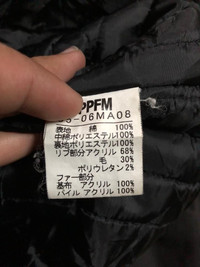 PPFM
-06MA08
表地 綿 100%
中綿ポリエステル100%
裏地ポリエステル100%
リブ部分アクリル 68%
毛 30%
ポリウレタン 2%
ファー部分
基布 アクリル 100%
パイル アクリル 100%